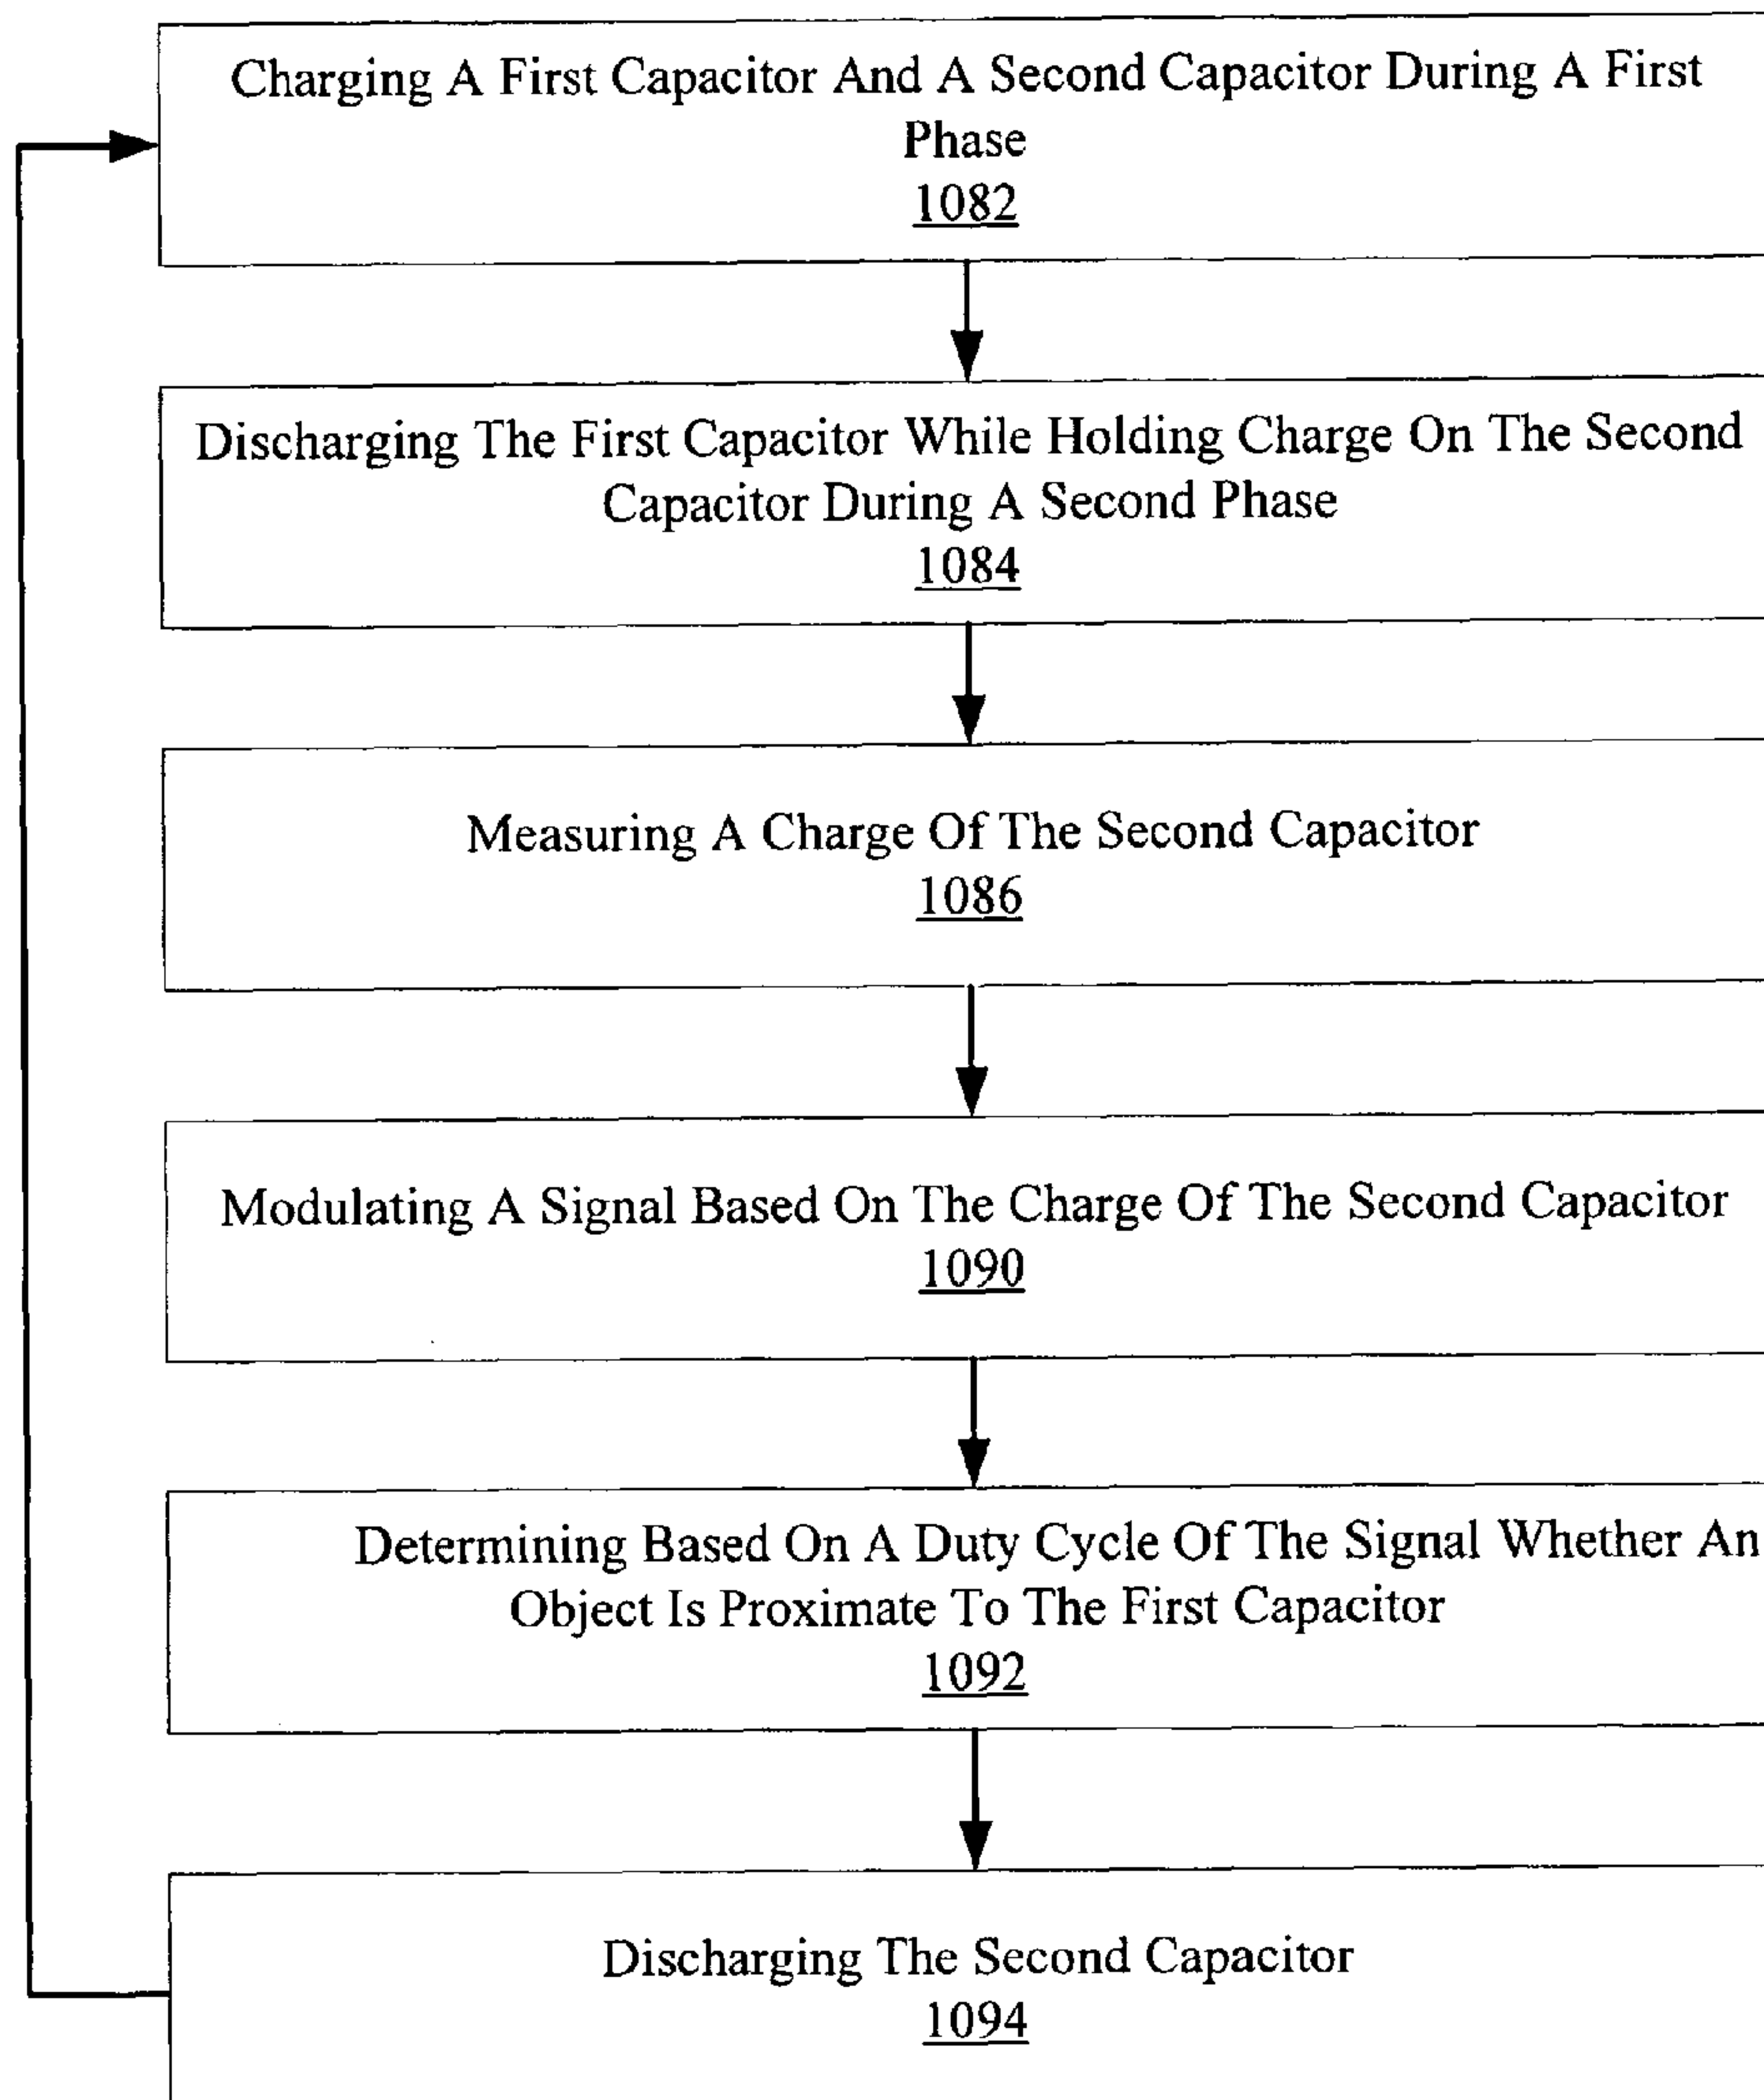 Charging A First Capacitor And A Second Capacitor During A First
Phase
1082
Discharging The First Capacitor While Holding Charge On The Second
Capacitor During A Second Phase
1084
Measuring A Charge Of The Second Capacitor
1086
Modulating A Signal Based On The Charge Of The Second Capacitor
1090
Determining Based On A Duty Cycle Of The Signal Whether An
Object Is Proximate To The First Capacitor
1092
Discharging The Second Capacitor
1094